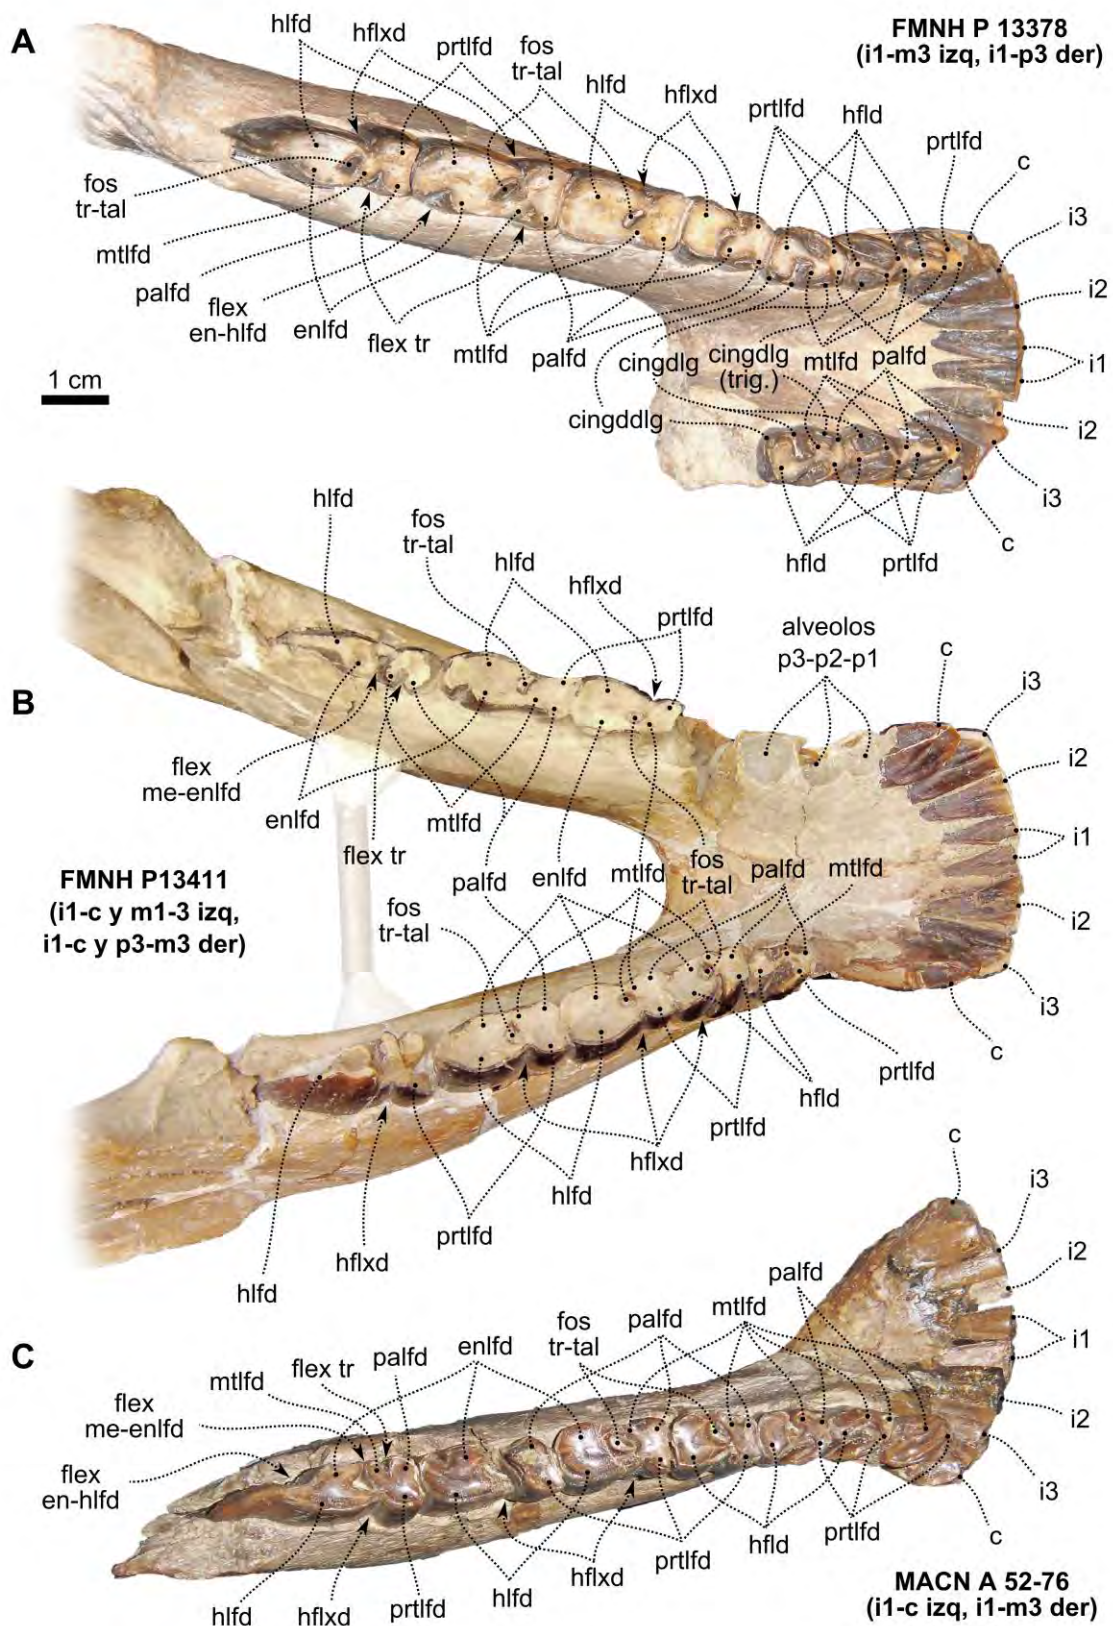 A
FMNH P 13378
(i1-m3 izq, i1-p3 der)
hlfd
hflxd
prtlfd
fos
tr-tal
hlfd
hflxd
prtlfd
hfld
prtlfd
c
i3
i2
i1
i2
i3
c
fos
tr-tal
mtlfd
palfd
flex
en-hlfd
enlfd
flex tr
mtlfd
palfd
cingdlg
cingdlg
(trig.)
mtlfd
palfd
cingddlg
hfld
prtlfd
1 cm
B
hlfd
fos
tr-tal
hlfd
hflxd
prtlfd
alveolos
p3-p2-p1
c
i3
i2
i1
i2
i3
c
flex
me-enlfd
enlfd
flex tr
mtlfd
palfd
enlfd
mtlfd
fos
tr-tal
palfd
mtlfd
FMNH P13411
(i1-c y m1-3 izq,
i1-c y p3-m3 der)
fos
tr-tal
prtlfd
hfld
prtlfd
hflxd
hlfd
prtlfd
hflxd
hlfd
C
c
i3
i2
i1
i2
i3
c
flex
en-hlfd
flex
me-enlfd
mtlfd
flex tr
palfd
enlfd
fos
tr-tal
palfd
mtlfd
palfd
hlfd
hflxd
prtlfd
hlfd
hflxd
prtlfd
hfld
prtlfd
MACN A 52-76
(i1-c izq, i1-m3 der)